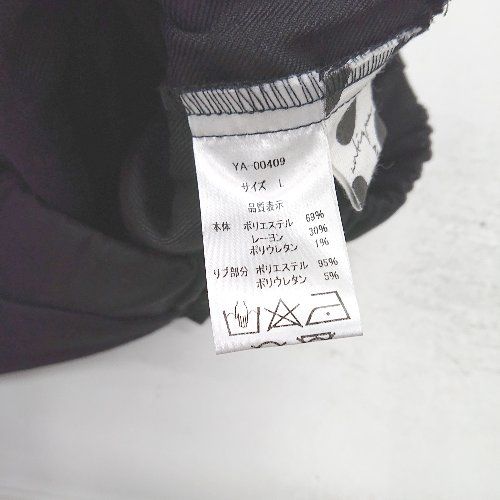 YA-00409
サイズ L
品質表示
本体 ポリエステル 69%
レーヨン 30%
ポリウレタン 1%
リブ部分 ポリエステル 95%
ポリウレタン 5%
antiqua